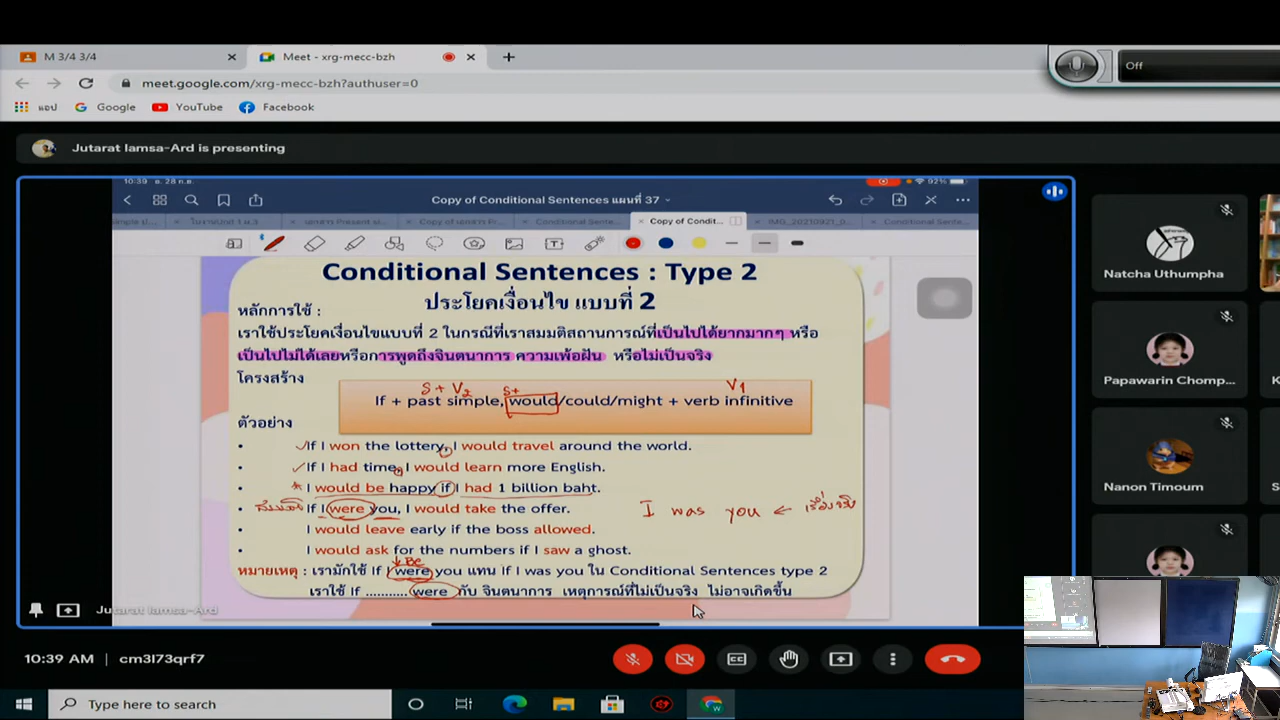 M 3/4 3/4
Meet - xrg-mecc-bzh
Off
meet.google.com/xrg-mecc-bzh?authuser=0
แอป
Google
YouTube
Facebook
Jutarat Iamsa-Ard is presenting
10:39 อ. 28 ก.ย.
92%
Copy of Conditional Sentences แผนที่ 37
Conditional Sente...
Copy of Condit...
Conditional Sente...
Conditional Sentences : Type 2
ประโยคเงื่อนไข แบบที่ 2
หลักการใช้ :
เราใช้ประโยคเงื่อนไขแบบที่ 2 ในกรณีที่เราสมมติสถานการณ์ที่เป็นไปได้ยากมากๆ หรือ
เป็นไปไม่ได้เลยหรือการพูดถึงจินตนาการ ความเพ้อฝัน หรือไม่เป็นจริง
โครงสร้าง
S + V2 S+ V1
If + past simple, would/could/might + verb infinitive
ตัวอย่าง
• If I won the lottery, I would travel around the world.
• If I had time, I would learn more English.
• I would be happy if I had 1 billion baht.
• If I were you, I would take the offer. I was you ←
• I would leave early if the boss allowed.
• I would ask for the numbers if I saw a ghost.
Be
หมายเหตุ : เรามักใช้ If I were you แทน if I was you ใน Conditional Sentences type 2
เราใช้ If .......... were กับ จินตนาการ เหตุการณ์ที่ไม่เป็นจริง ไม่อาจเกิดขึ้น
Jutarat Iamsa-Ard
Natcha Uthumpha
Papawarin Chomp...
Nanon Timoum
10:39 AM | cm3l73qrf7
Type here to search